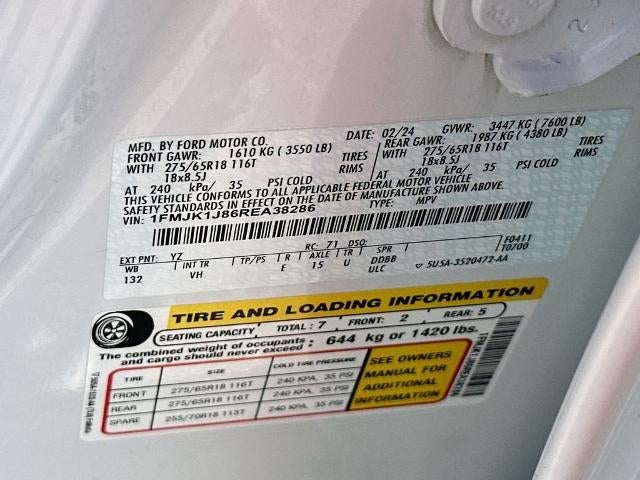 MFD. BY FORD MOTOR CO. DATE: 02/24 GVWR: 3447 KG (7600 LB)
FRONT GAWR: 1610 KG (3550 LB) REAR GAWR: 1987 KG (4380 LB)
WITH 275/65R18 116T TIRES WITH 275/65R18 116T TIRES
18x8.5J RIMS 18x8.5J RIMS
AT 240 kPa/ 35 PSI COLD AT 240 kPa/ 35 PSI COLD
THIS VEHICLE CONFORMS TO ALL APPLICABLE FEDERAL MOTOR VEHICLE
SAFETY STANDARDS IN EFFECT ON THE DATE OF MANUFACTURE SHOWN ABOVE.
VIN: 1FMJK1J86REA38286 TYPE: MPV
F0411
T0700
EXT PNT: YZ RC: 71 DSO:
WB INT TR TP/PS R AXLE TR SPR
132 VH E 15 U DDBB
ULC 5U5A-3520472-AA
TIRE AND LOADING INFORMATION
SEATING CAPACITY TOTAL: 7 FRONT: 2 REAR: 5
The combined weight of occupants and cargo should never exceed: 644 kg or 1420 lbs.
TIRE SIZE COLD TIRE PRESSURE
FRONT 275/65R18 116T 240 KPA, 35 PSI
REAR 275/65R18 116T 240 KPA, 35 PSI
SPARE 255/70R18 113T 240 KPA, 35 PSI
SEE OWNERS
MANUAL FOR
ADDITIONAL
INFORMATION